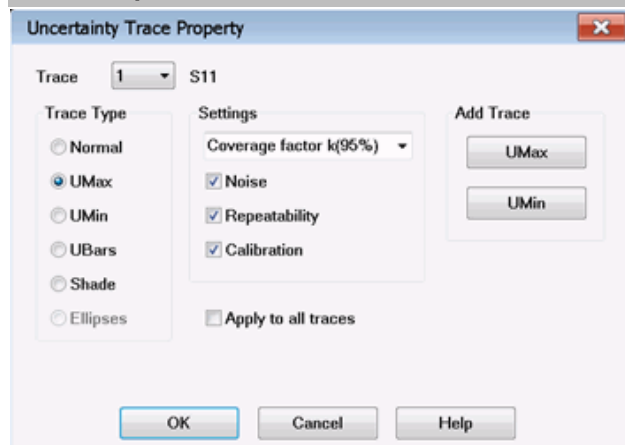 Uncertainty Trace Property
Trace 1 S11
Trace Type
Normal
UMax
UMin
UBars
Shade
Ellipses
Settings
Coverage factor k(95%)
Noise
Repeatability
Calibration
Apply to all traces
Add Trace
UMax
UMin
OK Cancel Help